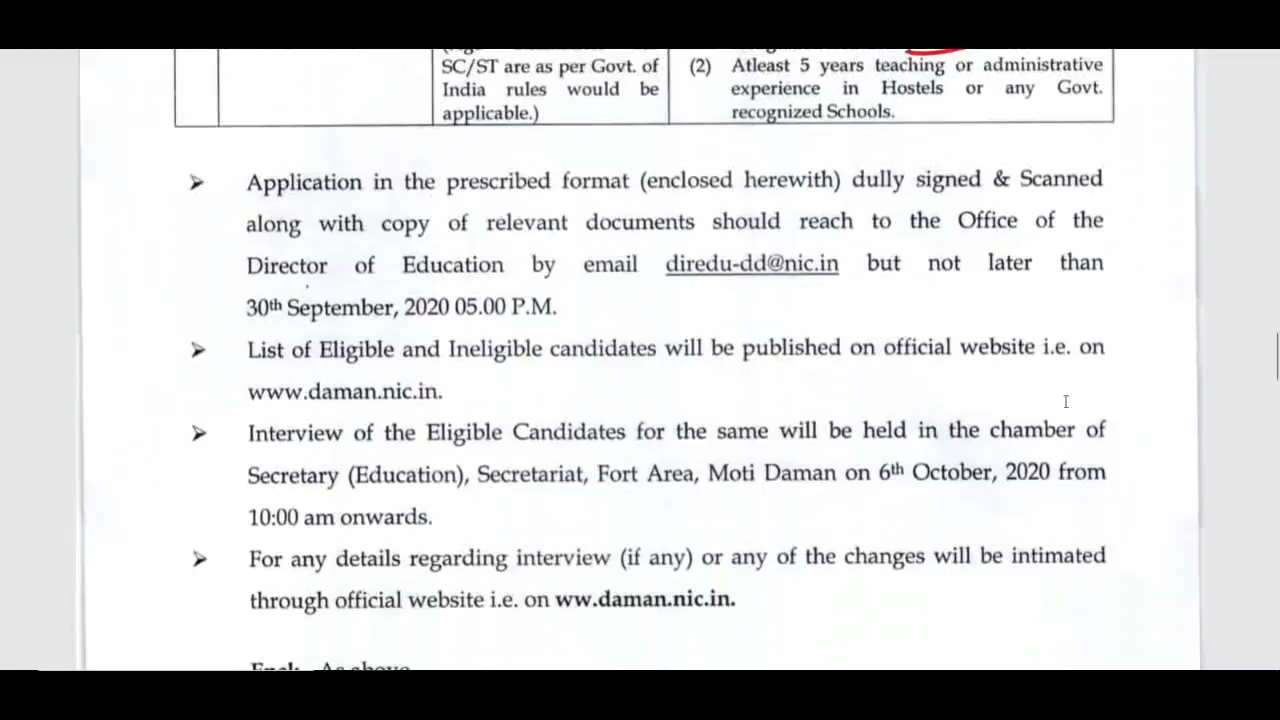 SC/ST are as per Govt. of
India rules would be
applicable.)
(2) Atleast 5 years teaching or administrative
experience in Hostels or any Govt.
recognized Schools.
➢ Application in the prescribed format (enclosed herewith) dully signed & Scanned
along with copy of relevant documents should reach to the Office of the
Director of Education by email diredu-dd@nic.in but not later than
30th September, 2020 05.00 P.M.
➢ List of Eligible and Ineligible candidates will be published on official website i.e. on
www.daman.nic.in.
➢ Interview of the Eligible Candidates for the same will be held in the chamber of
Secretary (Education), Secretariat, Fort Area, Moti Daman on 6th October, 2020 from
10:00 am onwards.
➢ For any details regarding interview (if any) or any of the changes will be intimated
through official website i.e. on ww.daman.nic.in.
As above